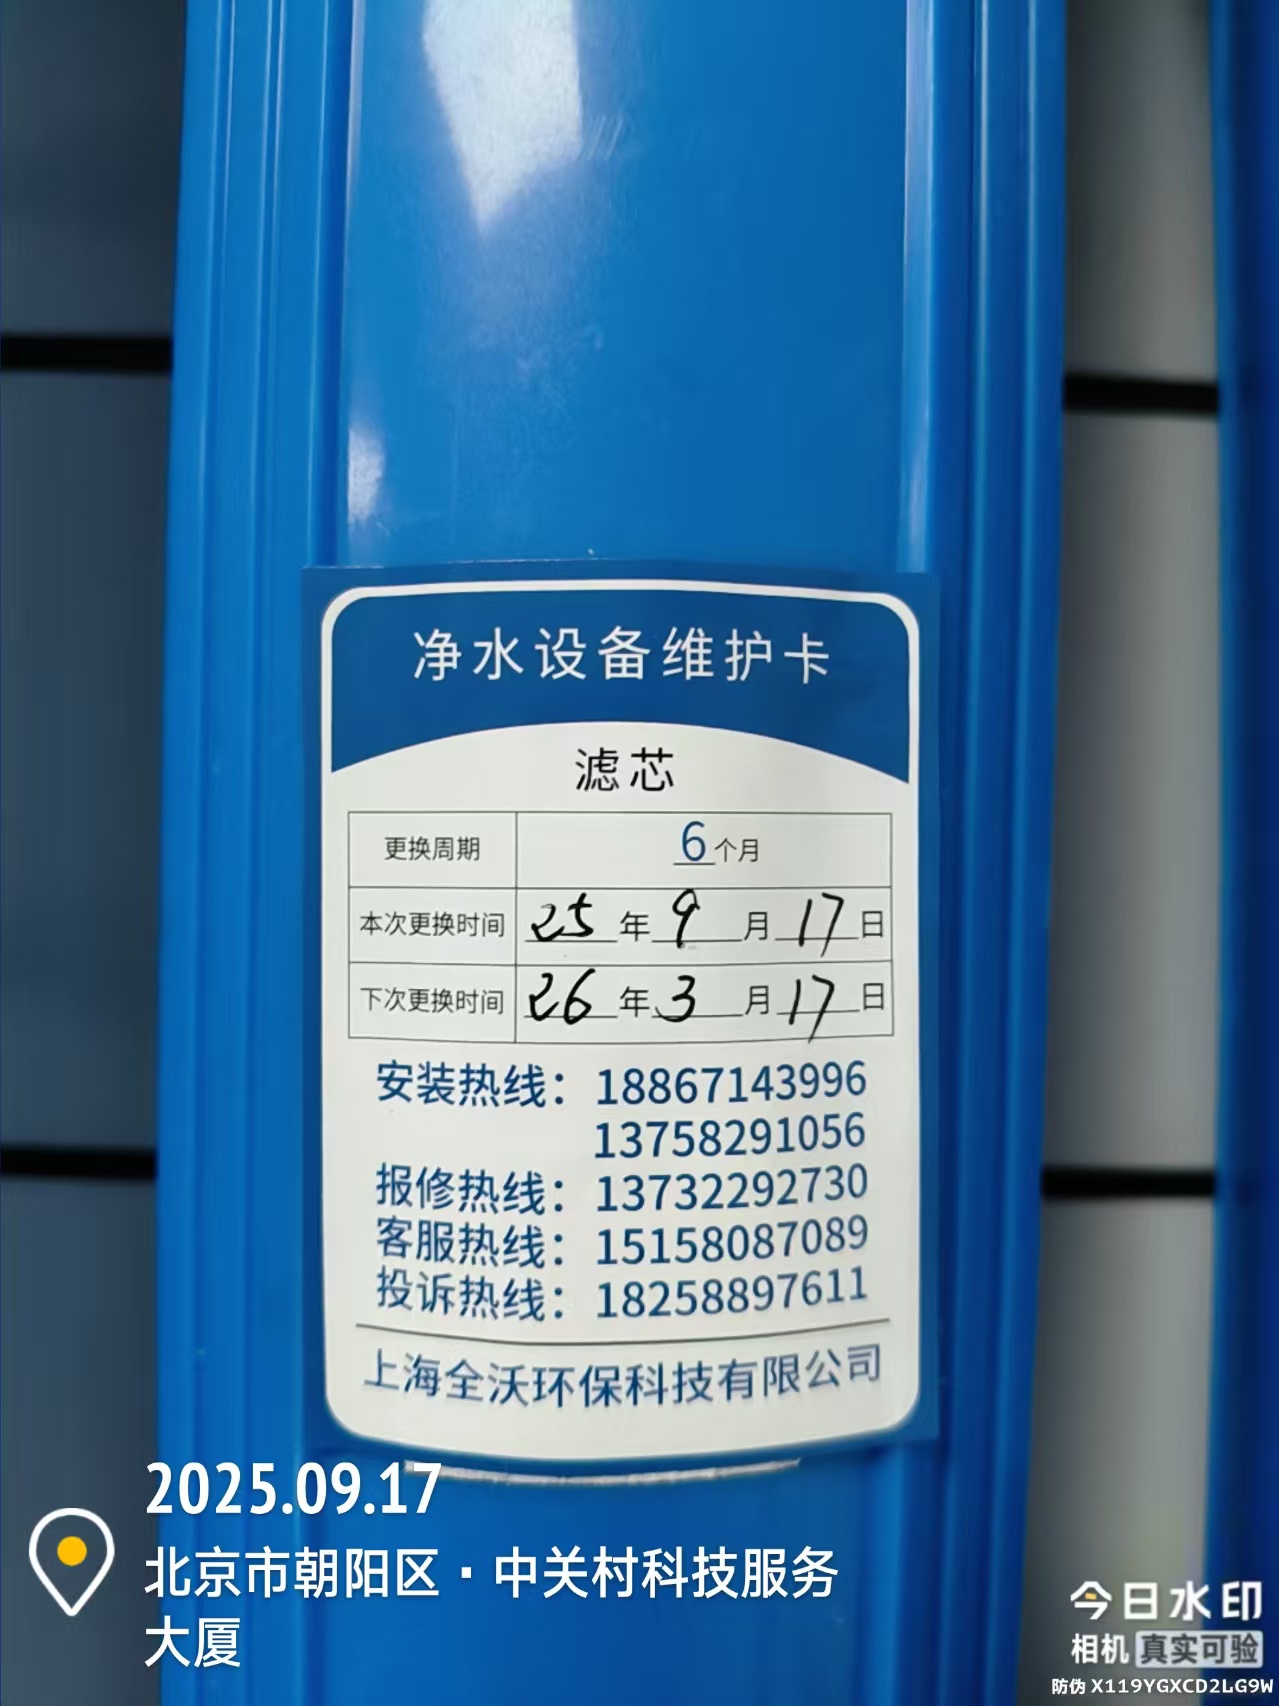 净水设备维护卡
滤芯
更换周期 6个月
本次更换时间 25年9月17日
下次更换时间 26年3月17日
安装热线：18867143996
13758291056
报修热线：13732292730
客服热线：15158087089
投诉热线：18258897611
上海全沃环保科技有限公司
2025.09.17
北京市朝阳区·中关村科技服务
大厦
今日水印
相机 真实可验
防伪 X119YGXCD2LG9W